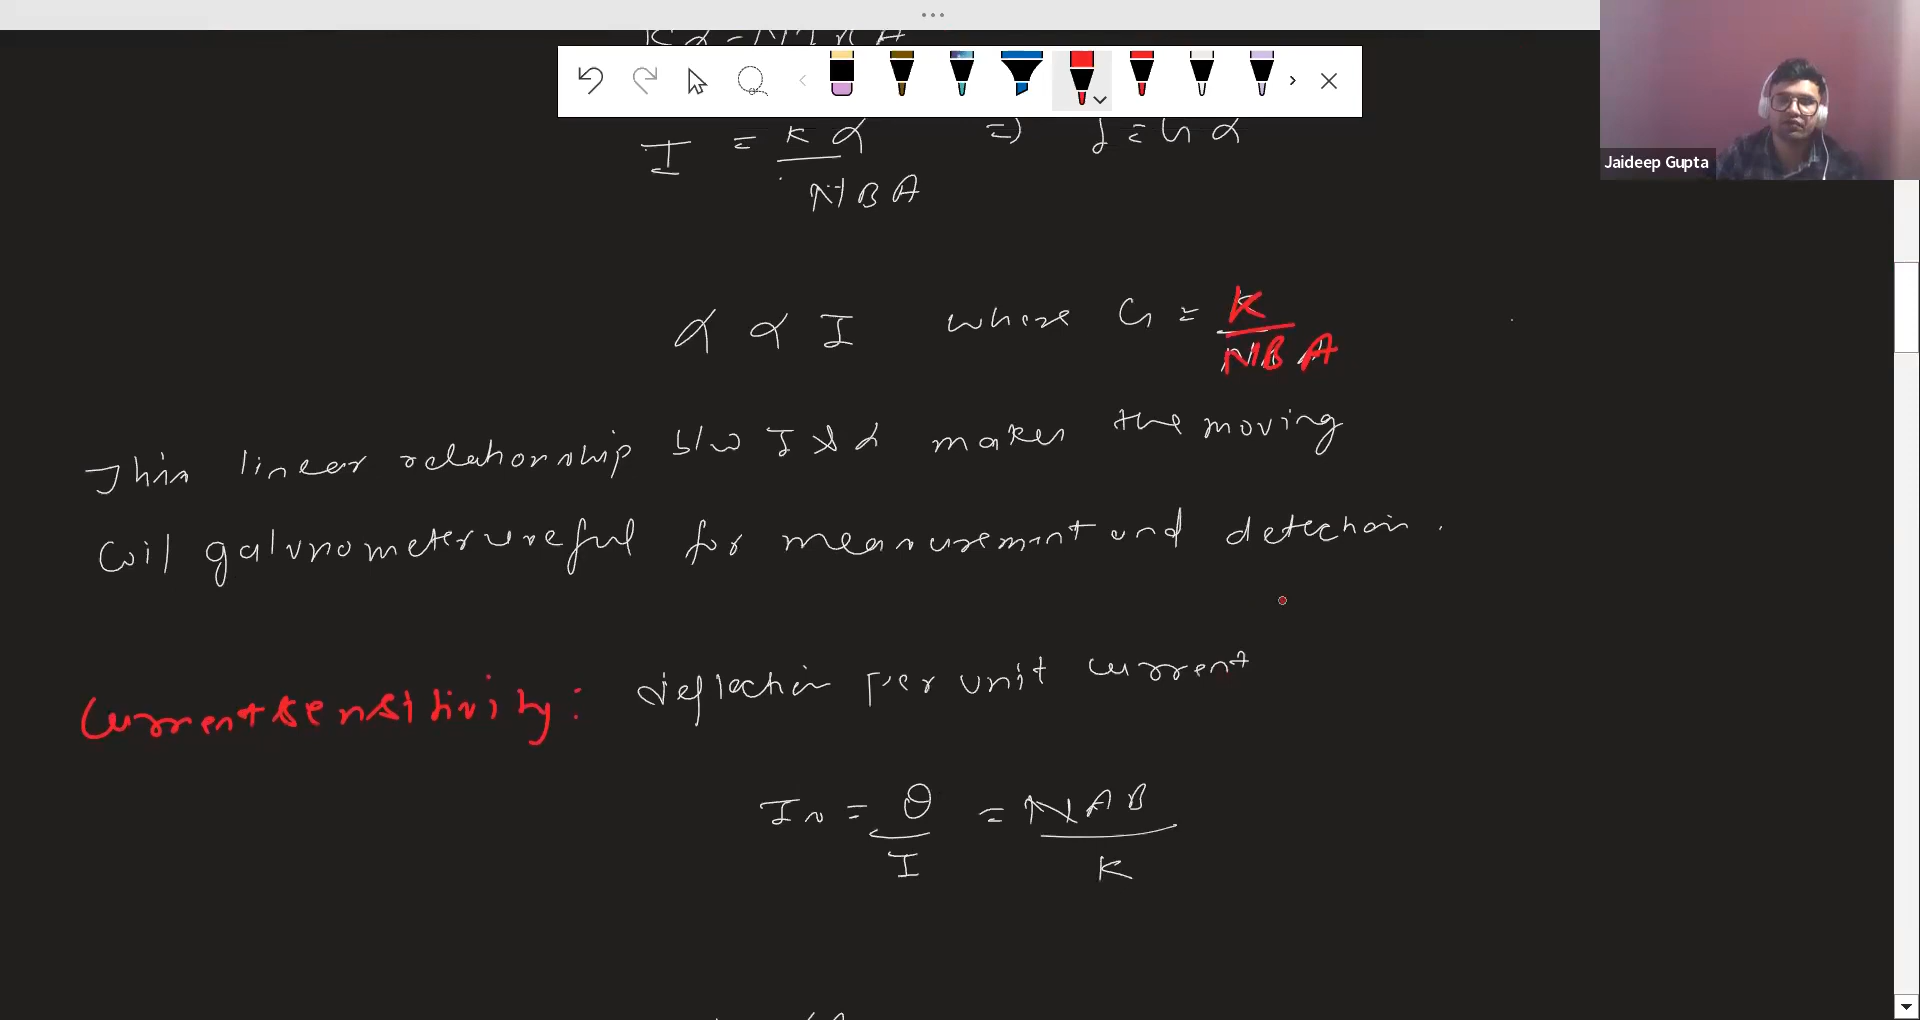 Jaideep Gupta
I = kα / NBA => I = G α
α α I where G = K / NBA
This linear relationship b/w I & α makes the moving
coil galvnometer useful for measurement and detection.
Current sensitivity: deflection per unit current
Is = θ / I = NAB / K